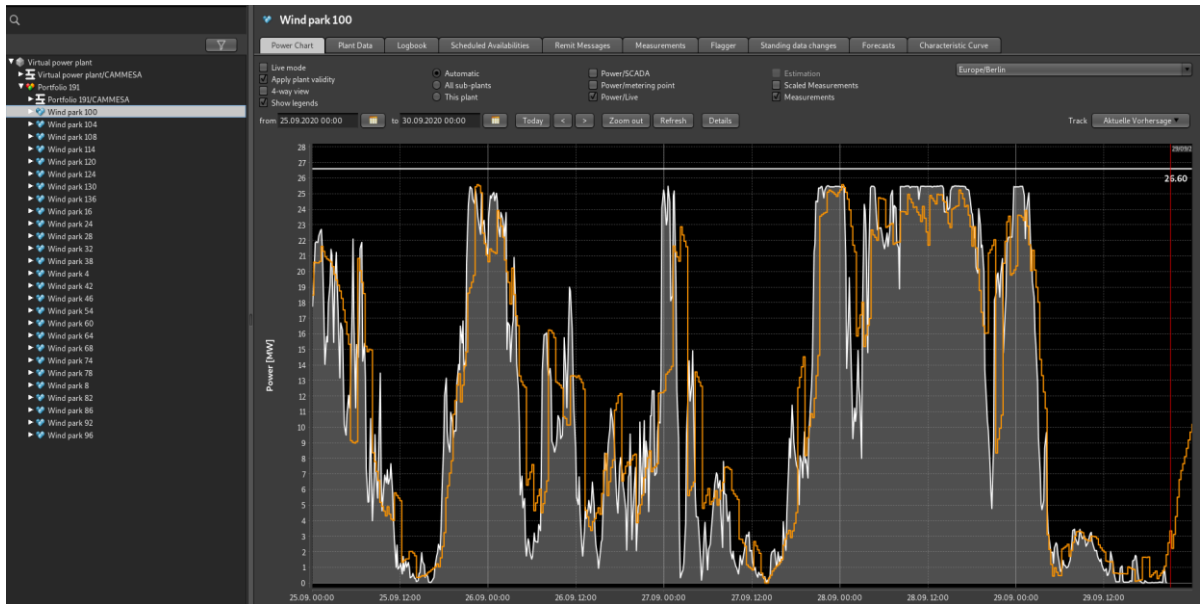 Wind park 100
Power Chart Plant Data Logbook Scheduled Availabilities Remit Messages Measurements Flagger Standing data changes Forecasts Characteristic Curve
Virtual power plant
Virtual power plant/CAMMESA
Portfolio 191
Portfolio 191/CAMMESA
Wind park 100
Wind park 104
Wind park 108
Wind park 114
Wind park 120
Wind park 124
Wind park 130
Wind park 136
Wind park 16
Wind park 24
Wind park 28
Wind park 32
Wind park 38
Wind park 4
Wind park 42
Wind park 46
Wind park 54
Wind park 60
Wind park 64
Wind park 68
Wind park 74
Wind park 78
Wind park 8
Wind park 82
Wind park 86
Wind park 92
Wind park 96
Live mode
Apply plant validity
4-way view
Show legends
Automatic
All sub-plants
This plant
Power/SCADA
Power/metering point
Power/Live
Estimation
Scaled Measurements
Measurements
Europe/Berlin
from 25.09.2020 00:00 to 30.09.2020 00:00 Today < > Zoom out Refresh Details Track Aktuelle Vorhersage
Power [MW]
28
27
26
25
24
23
22
21
20
19
18
17
16
15
14
13
12
11
10
9
8
7
6
5
4
3
2
1
0
29/09/2
26.60
25.09. 00:00 25.09. 12:00 26.09. 00:00 26.09. 12:00 27.09. 00:00 27.09. 12:00 28.09. 00:00 28.09. 12:00 29.09. 00:00 29.09. 12:00